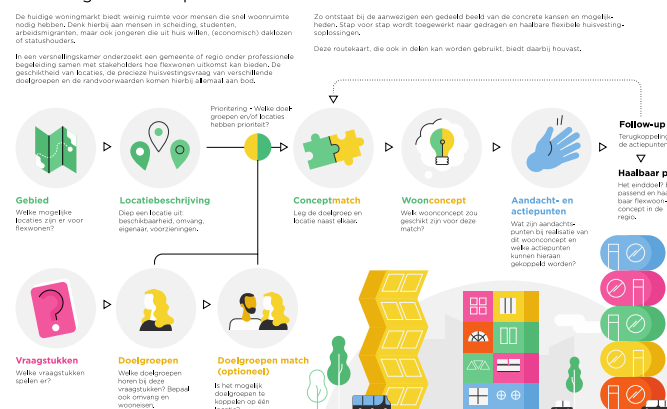 De huidige woningmarkt biedt weinig ruimte voor mensen die snel woonruimte
nodig hebben. Denk hierbij aan mensen in scheiding, studenten,
arbeidsmigranten, maar ook jongeren die uit huis willen, (economisch) daklozen
of statushouders.
In een versnellingskamer onderzoekt een gemeente of regio onder professionele
begeleiding samen met stakeholders hoe flexwonen uitkomst kan bieden. De
geschiktheid van locaties, de precieze huisvestingsvraag van verschillende
doelgroepen en de randvoorwaarden komen hierbij allemaal aan bod.
Zo ontstaat bij de aanwezigen een gedeeld beeld van de concrete kansen en mogelijk-
heden. Stap voor stap wordt toegewerkt naar gedragen en haalbare flexibele huisvesting-
soplossingen.
Deze routekaart, die ook in delen kan worden gebruikt, biedt daarbij houvast.
Prioritering - Welke doel-
groepen en/of locaties
hebben prioriteit?
Gebied
Welke mogelijke
locaties zijn er voor
flexwonen?
Locatiebeschrijving
Diep een locatie uit:
beschikbaarheid, omvang,
eigenaar, voorzieningen.
Conceptmatch
Leg de doelgroep en
locatie naast elkaar.
Woonconcept
Welk woonconcept zou
geschikt zijn voor deze
match?
Aandacht- en
actiepunten
Wat zijn aandachts-
punten bij realisatie van
dit woonconcept en
welke actiepunten
kunnen hieraan
gekoppeld worden?
Follow-up
Terugkoppeling
de actiepunten
Haalbaar p
Het einddoel?
passend en haa
baar flexwoon-
concept in de
regio.
Vraagstukken
Welke vraagstukken
spelen er?
Doelgroepen
Welke doelgroepen
horen bij deze
vraagstukken? Bepaal
ook omvang en
wooneisen.
Doelgroepen match
(optioneel)
Is het mogelijk
doelgroepen te
koppelen op één